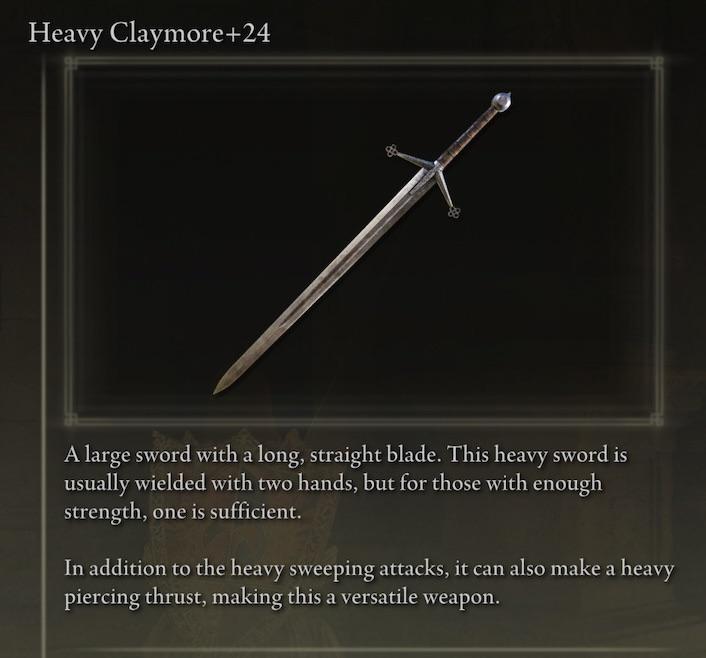 Heavy Claymore+24
A large sword with a long, straight blade. This heavy sword is
usually wielded with two hands, but for those with enough
strength, one is sufficient.
In addition to the heavy sweeping attacks, it can also make a heavy
piercing thrust, making this a versatile weapon.